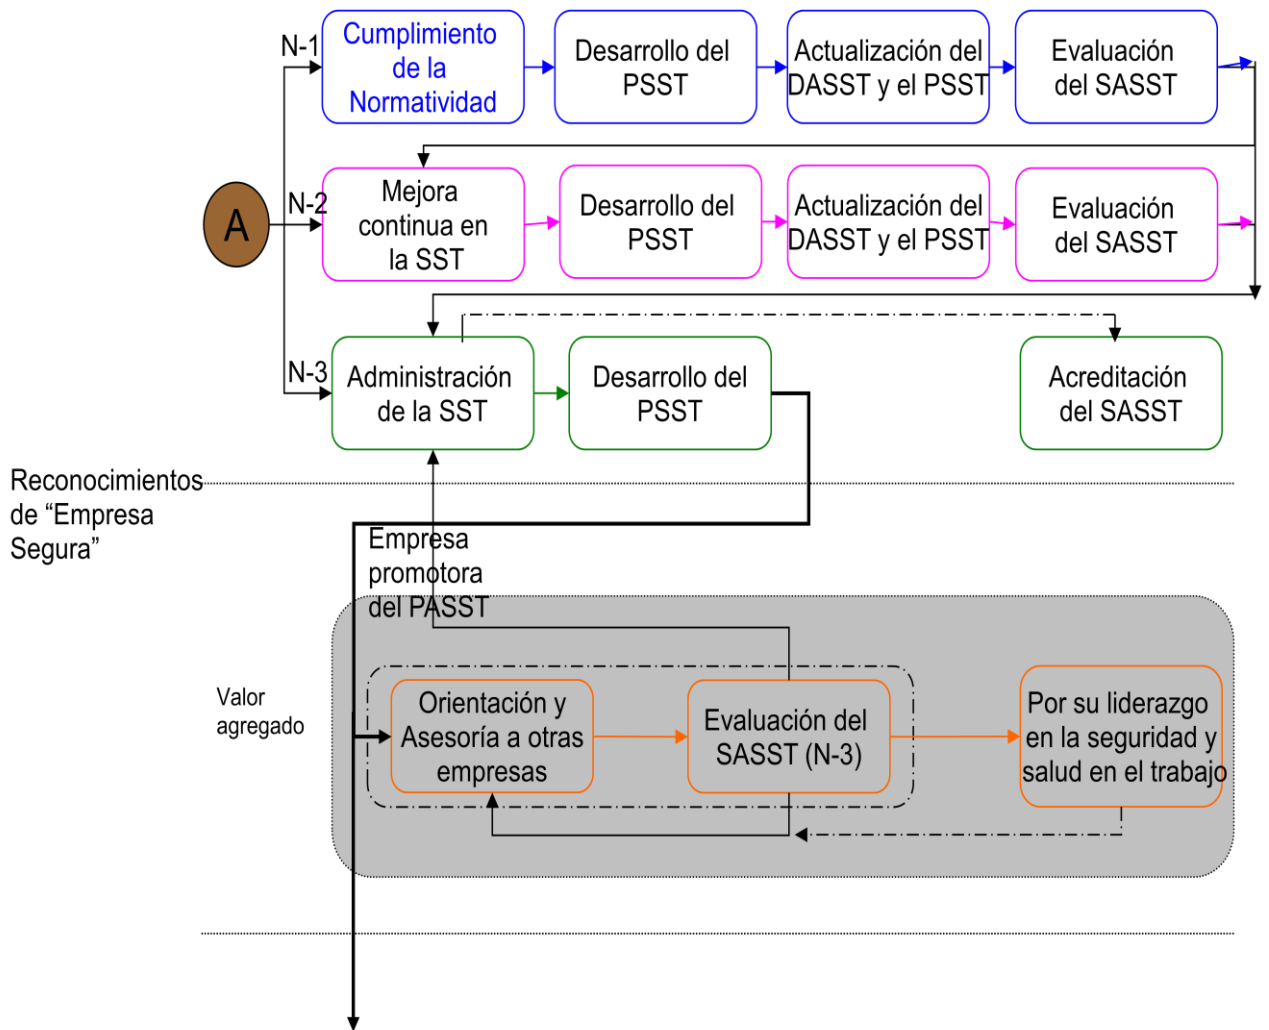 N-1
Cumplimiento
de la
Normatividad
Desarrollo del
PSST
Actualización del
DASST y el PSST
Evaluación
del SASST
A
N-2
Mejora
continua en
la SST
Desarrollo del
PSST
Actualización del
DASST y el PSST
Evaluación
del SASST
N-3
Administración
de la SST
Desarrollo del
PSST
Acreditación
del SASST
Reconocimientos
de “Empresa
Segura”
Empresa
promotora
del PASST
Valor
agregado
Orientación y
Asesoría a otras
empresas
Evaluación del
SASST (N-3)
Por su liderazgo
en la seguridad y
salud en el trabajo